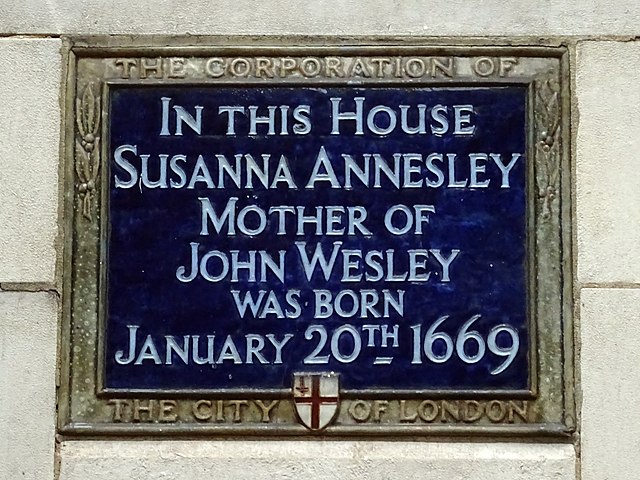 THE CORPORATION OF
IN THIS HOUSE
SUSANNA ANNESLEY
MOTHER OF
JOHN WESLEY
WAS BORN
JANUARY 20TH 1669
THE CITY OF LONDON